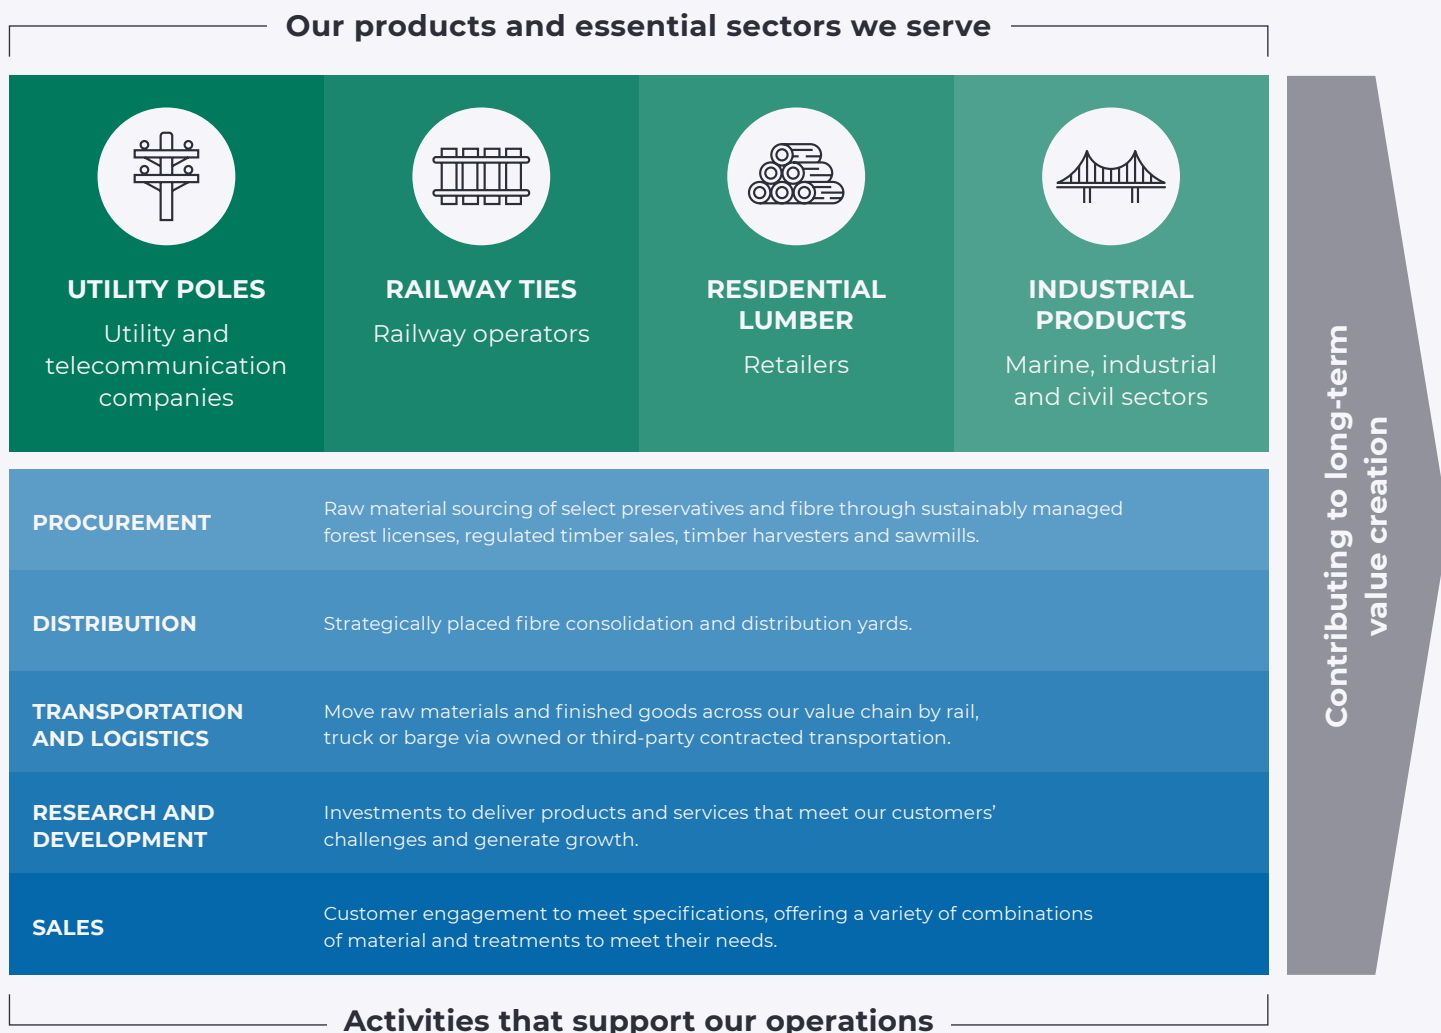 Our products and essential sectors we serve
UTILITY POLES
Utility and
telecommunication
companies
RAILWAY TIES
Railway operators
RESIDENTIAL
LUMBER
Retailers
INDUSTRIAL
PRODUCTS
Marine, industrial
and civil sectors
PROCUREMENT
Raw material sourcing of select preservatives and fibre through sustainably managed
forest licenses, regulated timber sales, timber harvesters and sawmills.
DISTRIBUTION
Strategically placed fibre consolidation and distribution yards.
TRANSPORTATION
AND LOGISTICS
Move raw materials and finished goods across our value chain by rail,
truck or barge via owned or third-party contracted transportation.
RESEARCH AND
DEVELOPMENT
Investments to deliver products and services that meet our customers’
challenges and generate growth.
SALES
Customer engagement to meet specifications, offering a variety of combinations
of material and treatments to meet their needs.
Activities that support our operations
Contributing to long-term
value creation